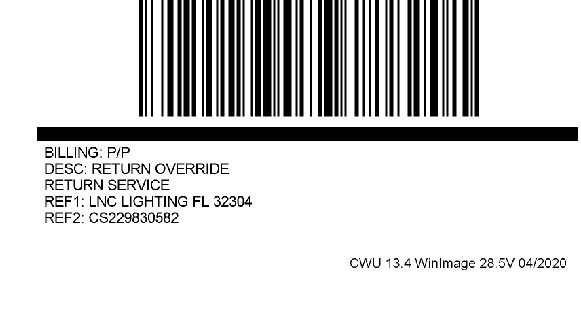 BILLING: P/P
DESC: RETURN OVERRIDE
RETURN SERVICE
REF1: LNC LIGHTING FL 32304
REF2: CS229830582
CWU 13.4 WinImage 28.5V 04/2020